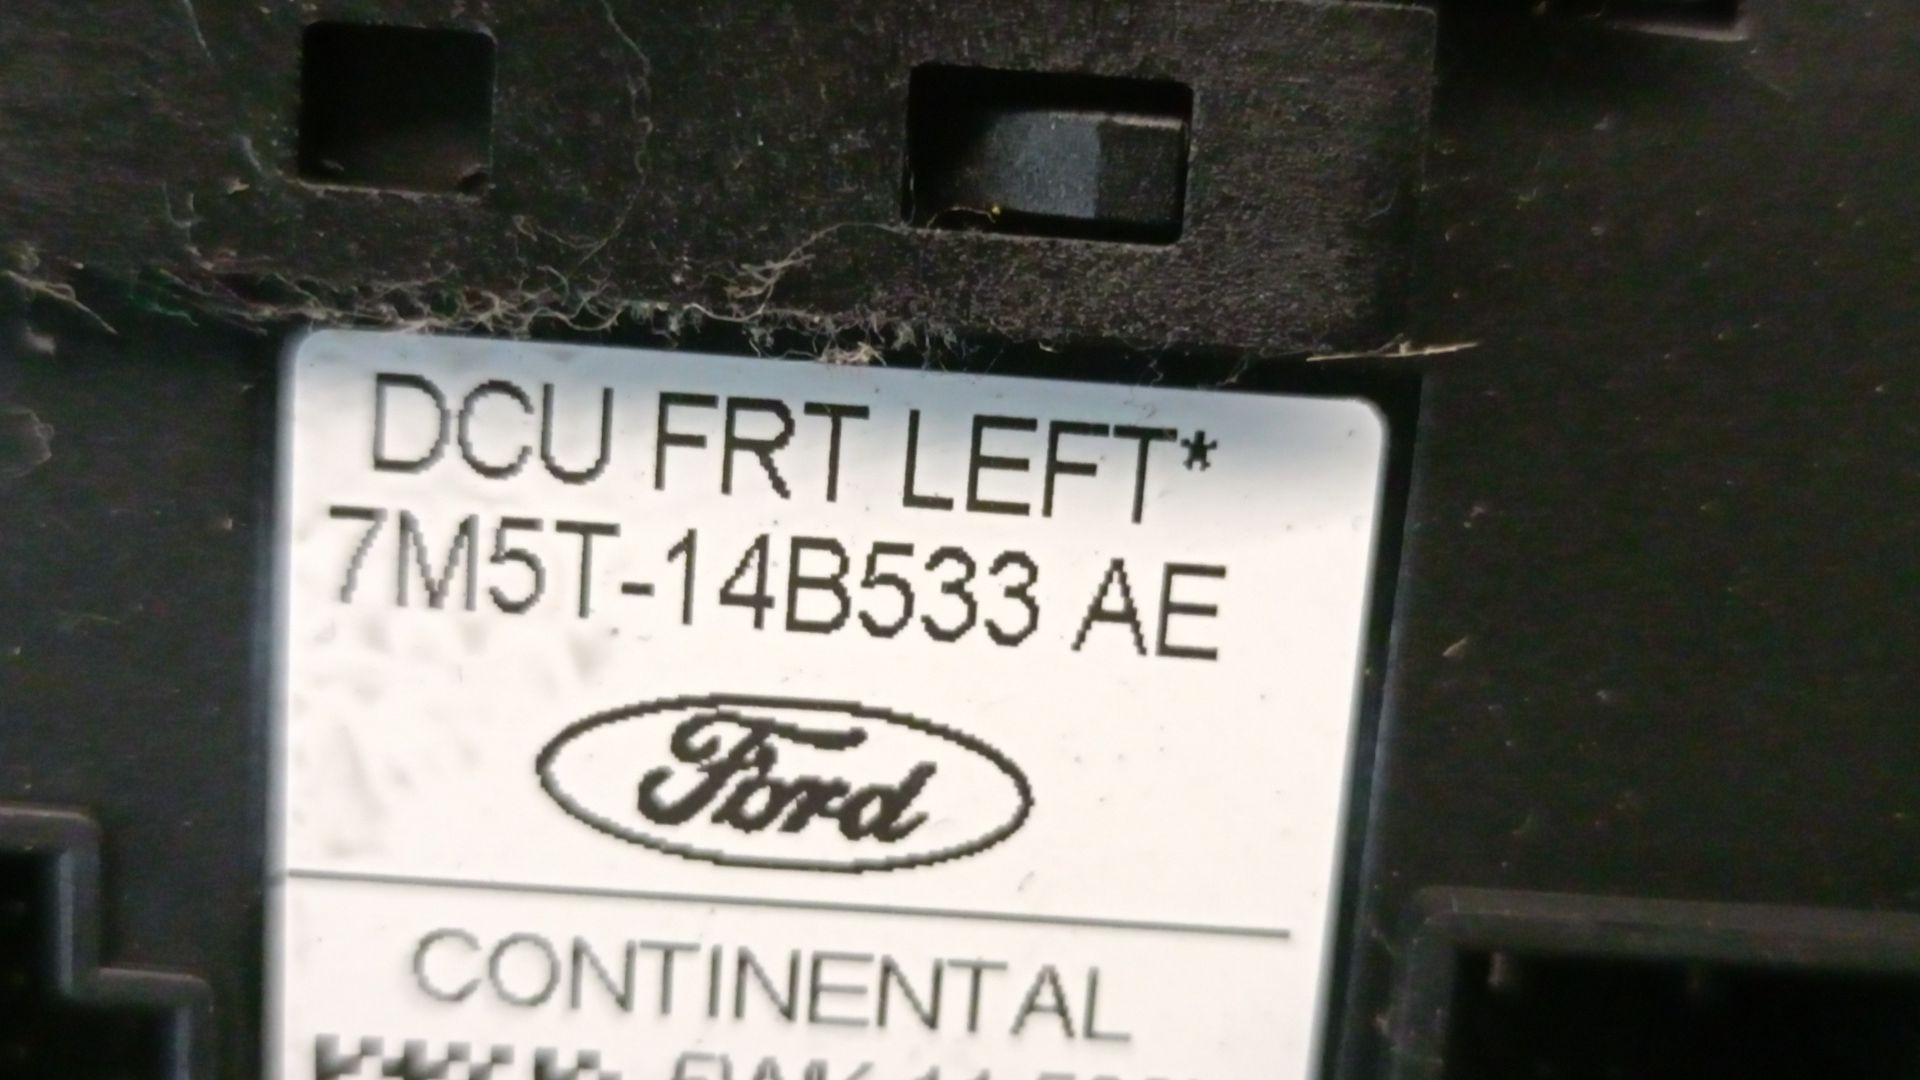 DCU FRT LEFT*
7M5T-14B533 AE
Ford
CONTINENTAL